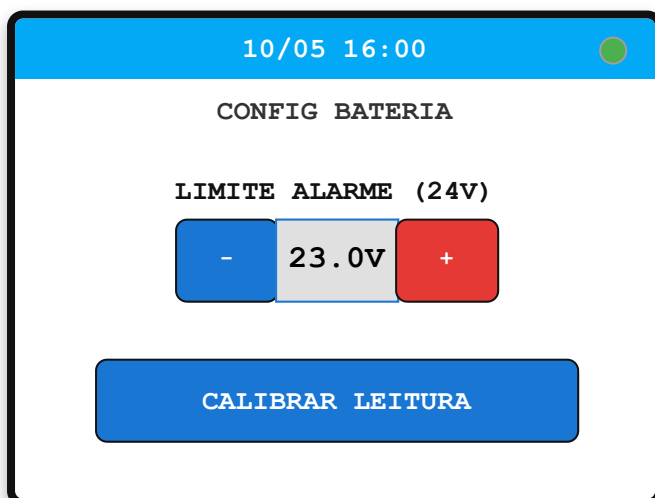 10/05 16:00
CONFIG BATERIA
LIMITE ALARME (24V)
- 23.0V +
CALIBRAR LEITURA